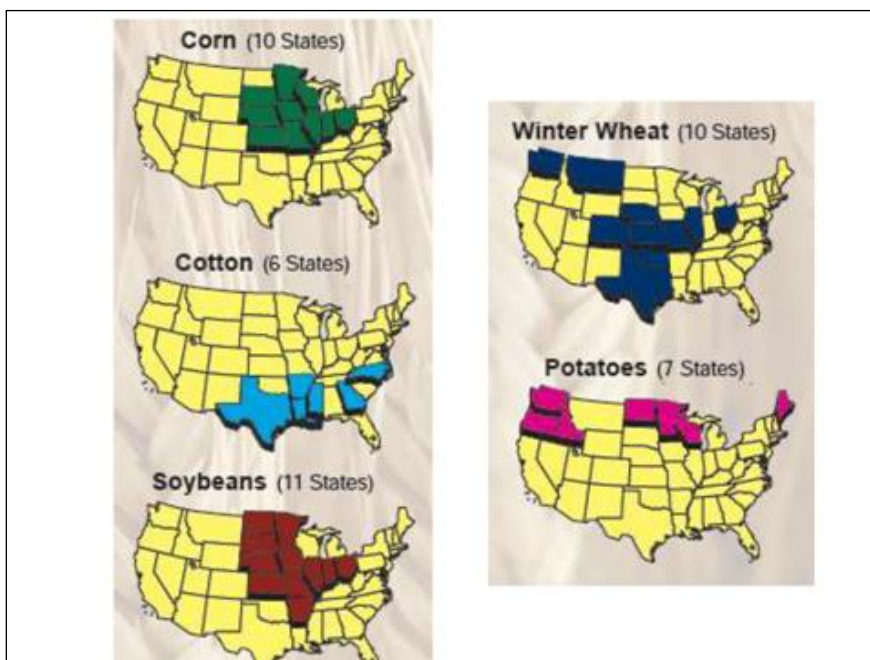 Corn (10 States)
Cotton (6 States)
Soybeans (11 States)
Winter Wheat (10 States)
Potatoes (7 States)